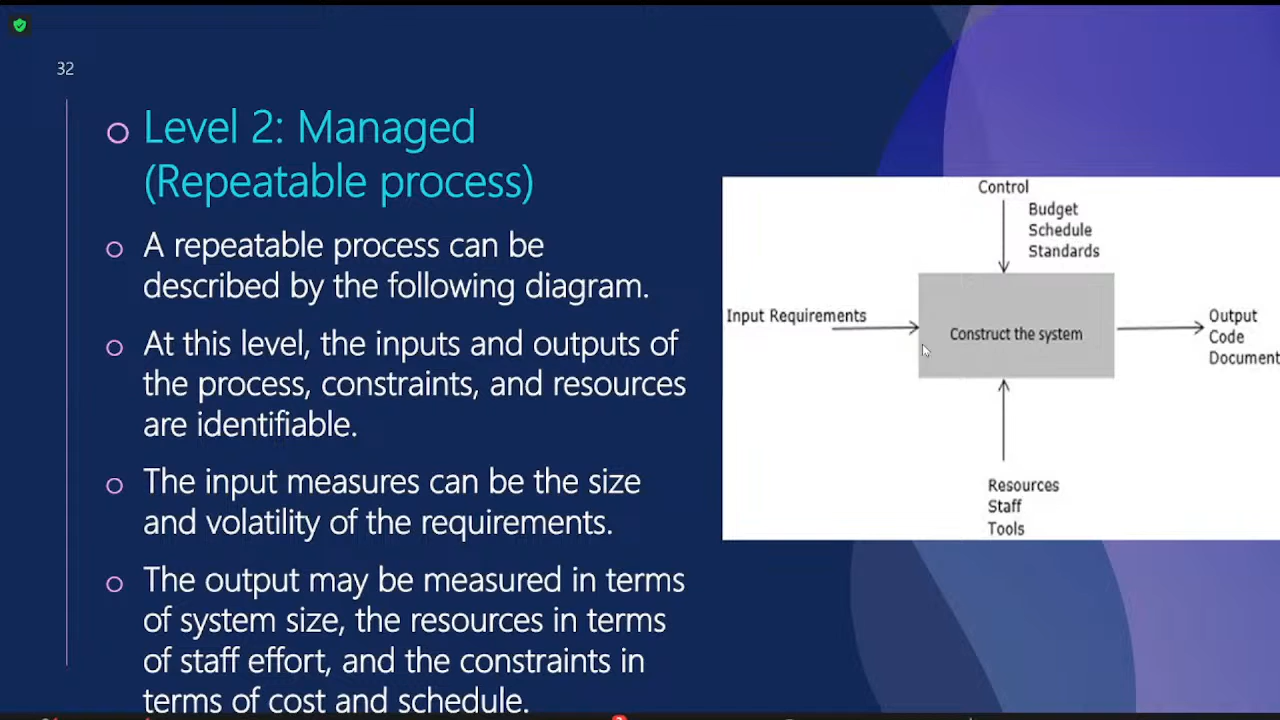 32
Level 2: Managed
(Repeatable process)
A repeatable process can be
described by the following diagram.
At this level, the inputs and outputs of
the process, constraints, and resources
are identifiable.
The input measures can be the size
and volatility of the requirements.
The output may be measured in terms
of system size, the resources in terms
of staff effort, and the constraints in
terms of cost and schedule.
Control
Budget
Schedule
Standards
Input Requirements
Construct the system
Output
Code
Document
Resources
Staff
Tools